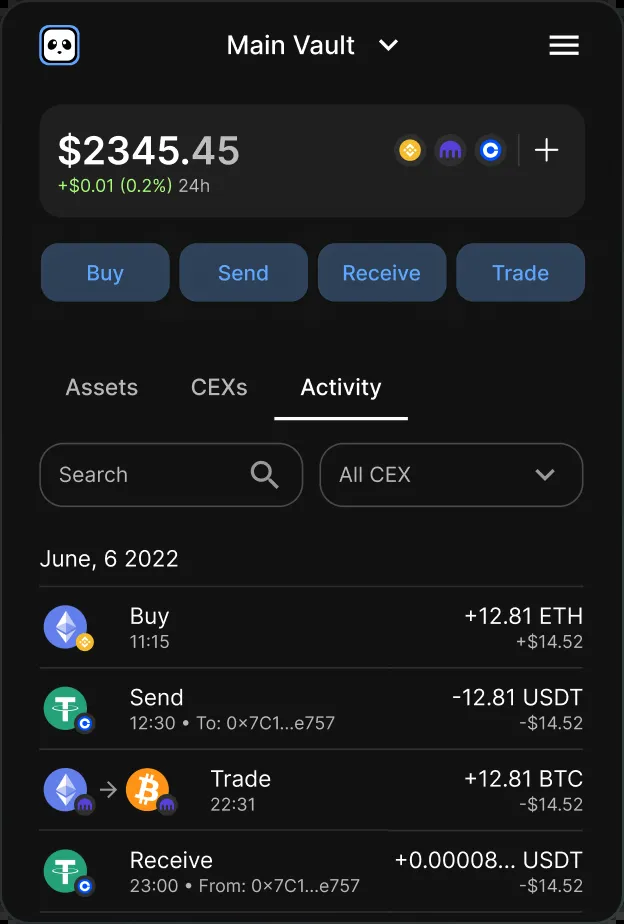 Main Vault
$2345.45
+$0.01 (0.2%) 24h
Buy Send Receive Trade
Assets CEXs Activity
Search All CEX
June, 6 2022
Buy +12.81 ETH
11:15 +$14.52
Send -12.81 USDT
12:30 • To: 0×7C1...e757 -$14.52
Trade +12.81 BTC
22:31 -$14.52
Receive +0.00008... USDT
23:00 • From: 0×7C1...e757 -$14.52